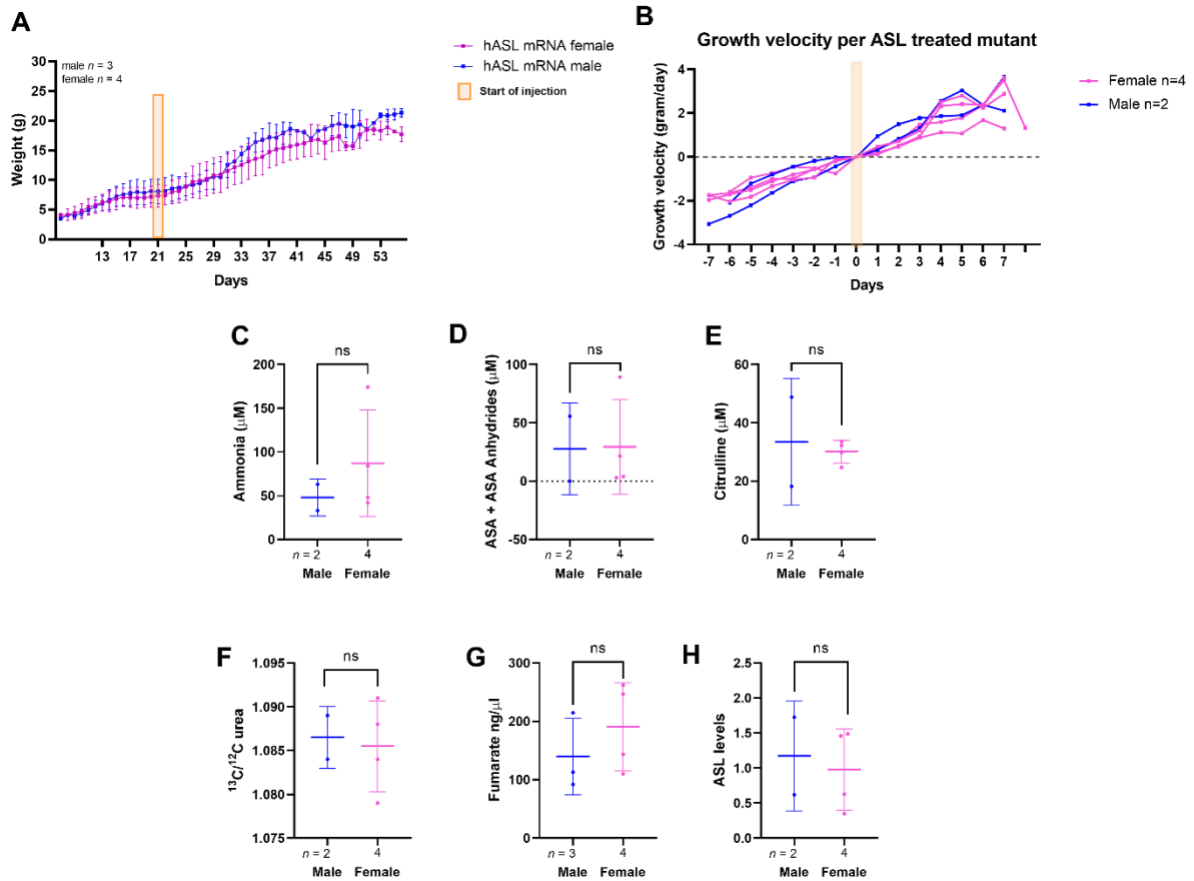 A
male n = 3
female n = 4
hASL mRNA female
hASL mRNA male
Start of injection
Weight (g)
30
25
20
15
10
5
0
13 17 21 25 29 33 37 41 45 49 53
Days
B
Growth velocity per ASL treated mutant
Female n=4
Male n=2
Growth velocity (gram/day)
4
2
0
-2
-4
-7 -6 -5 -4 -3 -2 -1 0 1 2 3 4 5 6 7
Days
C
ns
Ammonia (µM)
200
150
100
50
0
n = 2 4
Male Female
D
ns
ASA + ASA Anhydrides (µM)
100
50
0
-50
n = 2 4
Male Female
E
ns
Citrulline (µM)
60
40
20
0
n = 2 4
Male Female
F
ns
¹³C/¹²C urea
1.095
1.090
1.085
1.080
1.075
n = 2 4
Male Female
G
ns
Fumarate ng/µl
300
200
100
0
n = 3 4
Male Female
H
ns
ASL levels
2.5
2.0
1.5
1.0
0.5
0.0
n = 2 4
Male Female